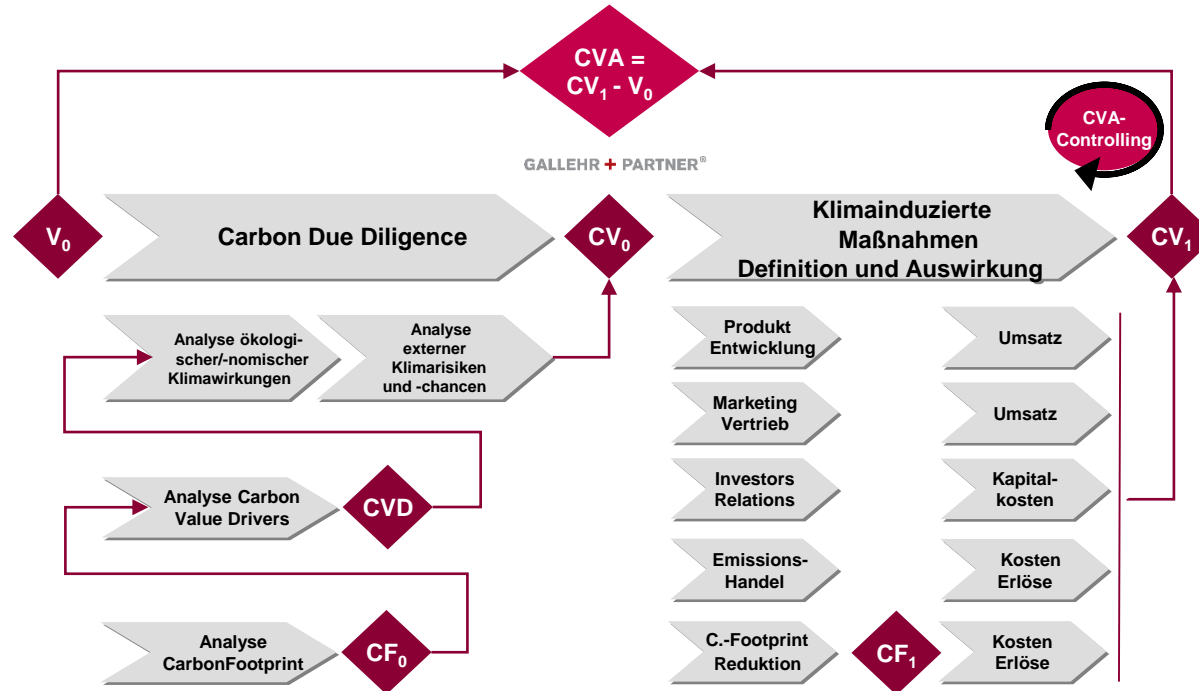 CVA =
CV₁ - V₀
CVA-
Controlling
GALLEHR + PARTNER®
V₀
Carbon Due Diligence
CV₀
Klimainduzierte
Maßnahmen
Definition und Auswirkung
CV₁
Analyse ökologi-
scher/-nomischer
Klimawirkungen
Analyse
externer
Klimarisiken
und -chancen
Produkt
Entwicklung
Umsatz
Marketing
Vertrieb
Umsatz
Analyse Carbon
Value Drivers
CVD
Investors
Relations
Kapital-
kosten
Emissions-
Handel
Kosten
Erlöse
Analyse
CarbonFootprint
CF₀
C.-Footprint
Reduktion
CF₁
Kosten
Erlöse